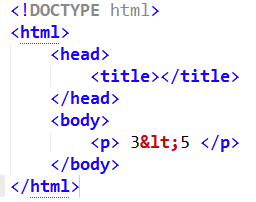 <!DOCTYPE html>
<html>
<head>
<title></title>
</head>
<body>
<p> 3&lt;5 </p>
</body>
</html>